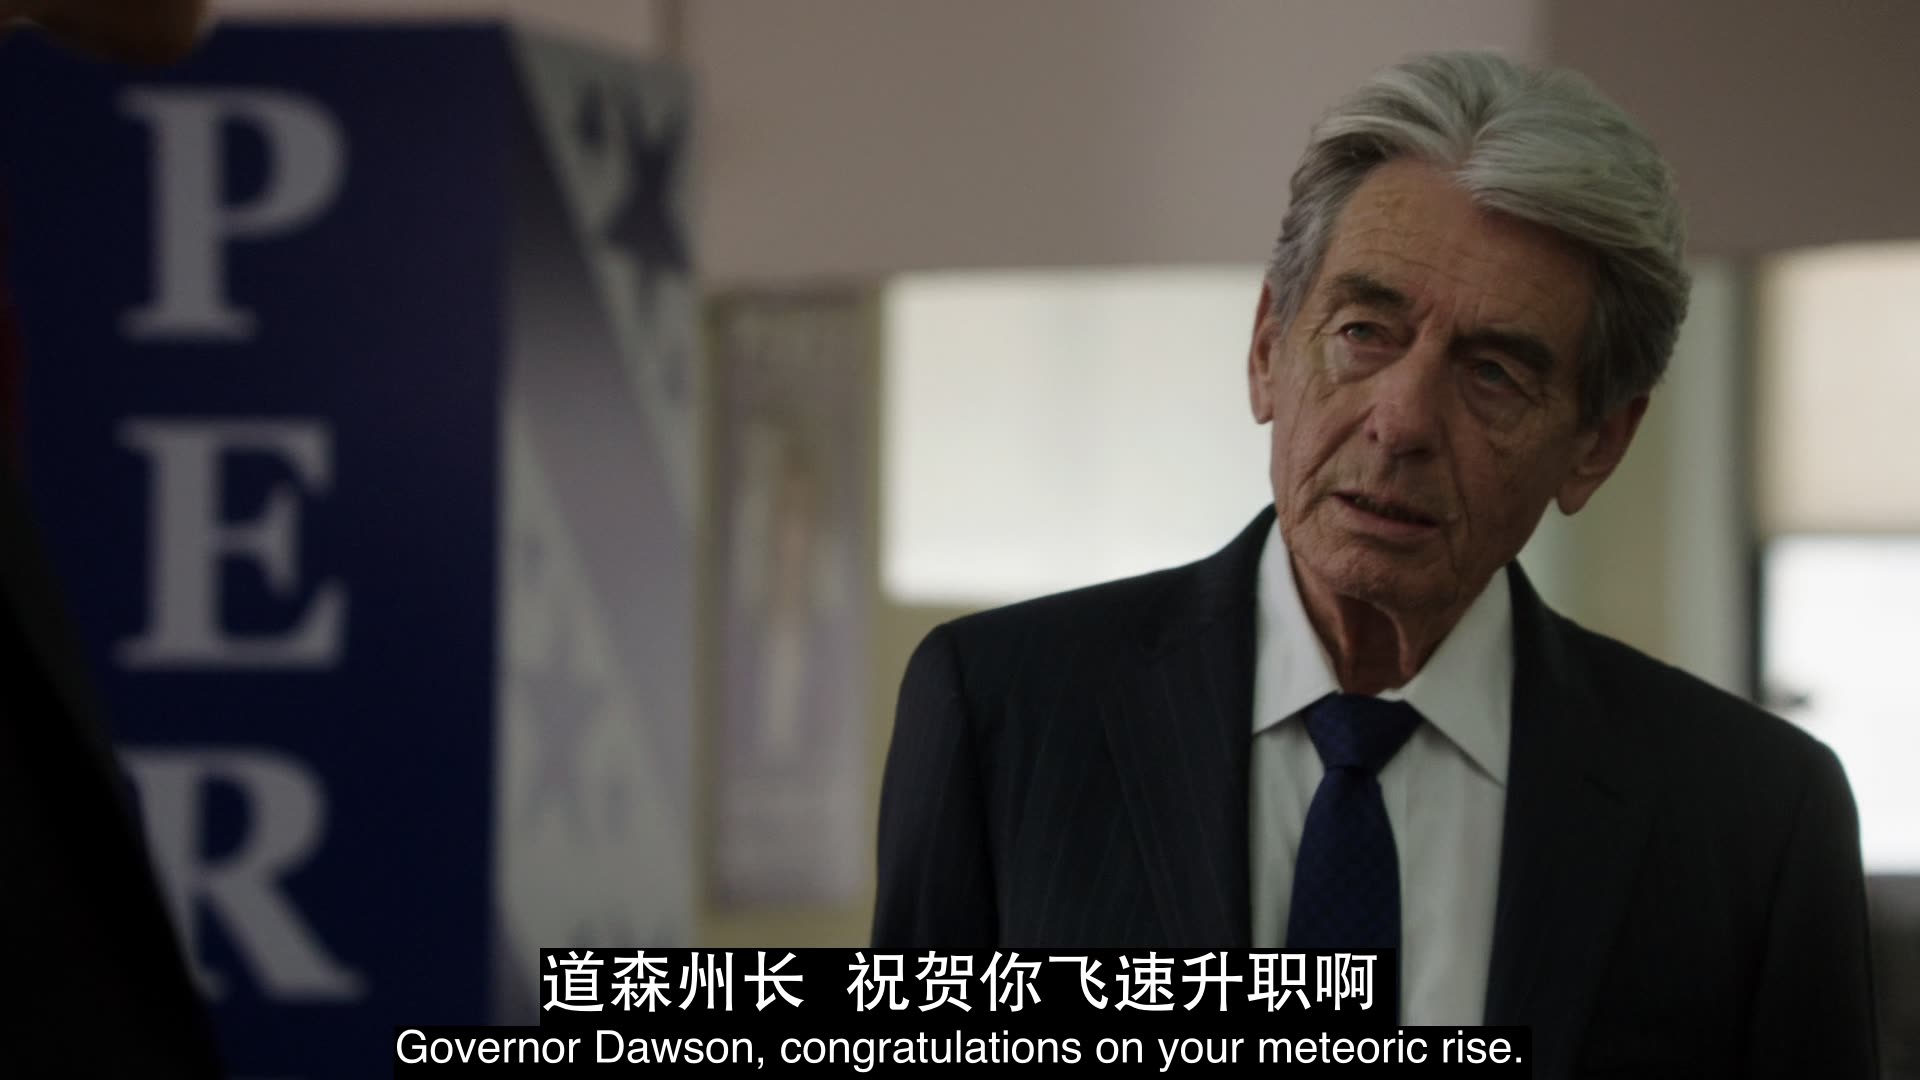 P
E
R
道森州长 祝贺你飞速升职啊
Governor Dawson, congratulations on your meteoric rise.